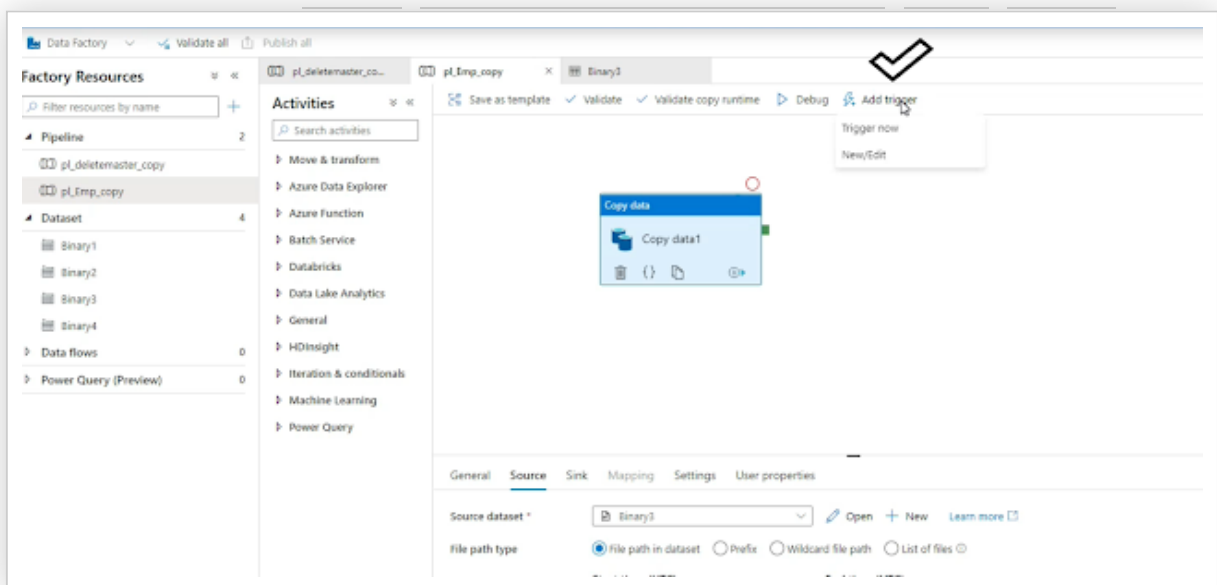 Data Factory
Validate all
Publish all
Factory Resources
Filter resources by name
Pipeline 2
pl_deletemaster_copy
pl_Emp_copy
Dataset 4
Binary1
Binary2
Binary3
Binary4
Data flows 0
Power Query (Preview) 0
pl_deletemaster_co...
pl_Emp_copy
Binary3
Activities
Search activities
Move & transform
Azure Data Explorer
Azure Function
Batch Service
Databricks
Data Lake Analytics
General
HDInsight
Iteration & conditionals
Machine Learning
Power Query
Save as template
Validate
Validate copy runtime
Debug
Add trigger
Trigger now
New/Edit
Copy data
Copy data1
General
Source
Sink
Mapping
Settings
User properties
Source dataset *
Binary3
Open
New
Learn more
File path type
File path in dataset
Prefix
Wildcard file path
List of files